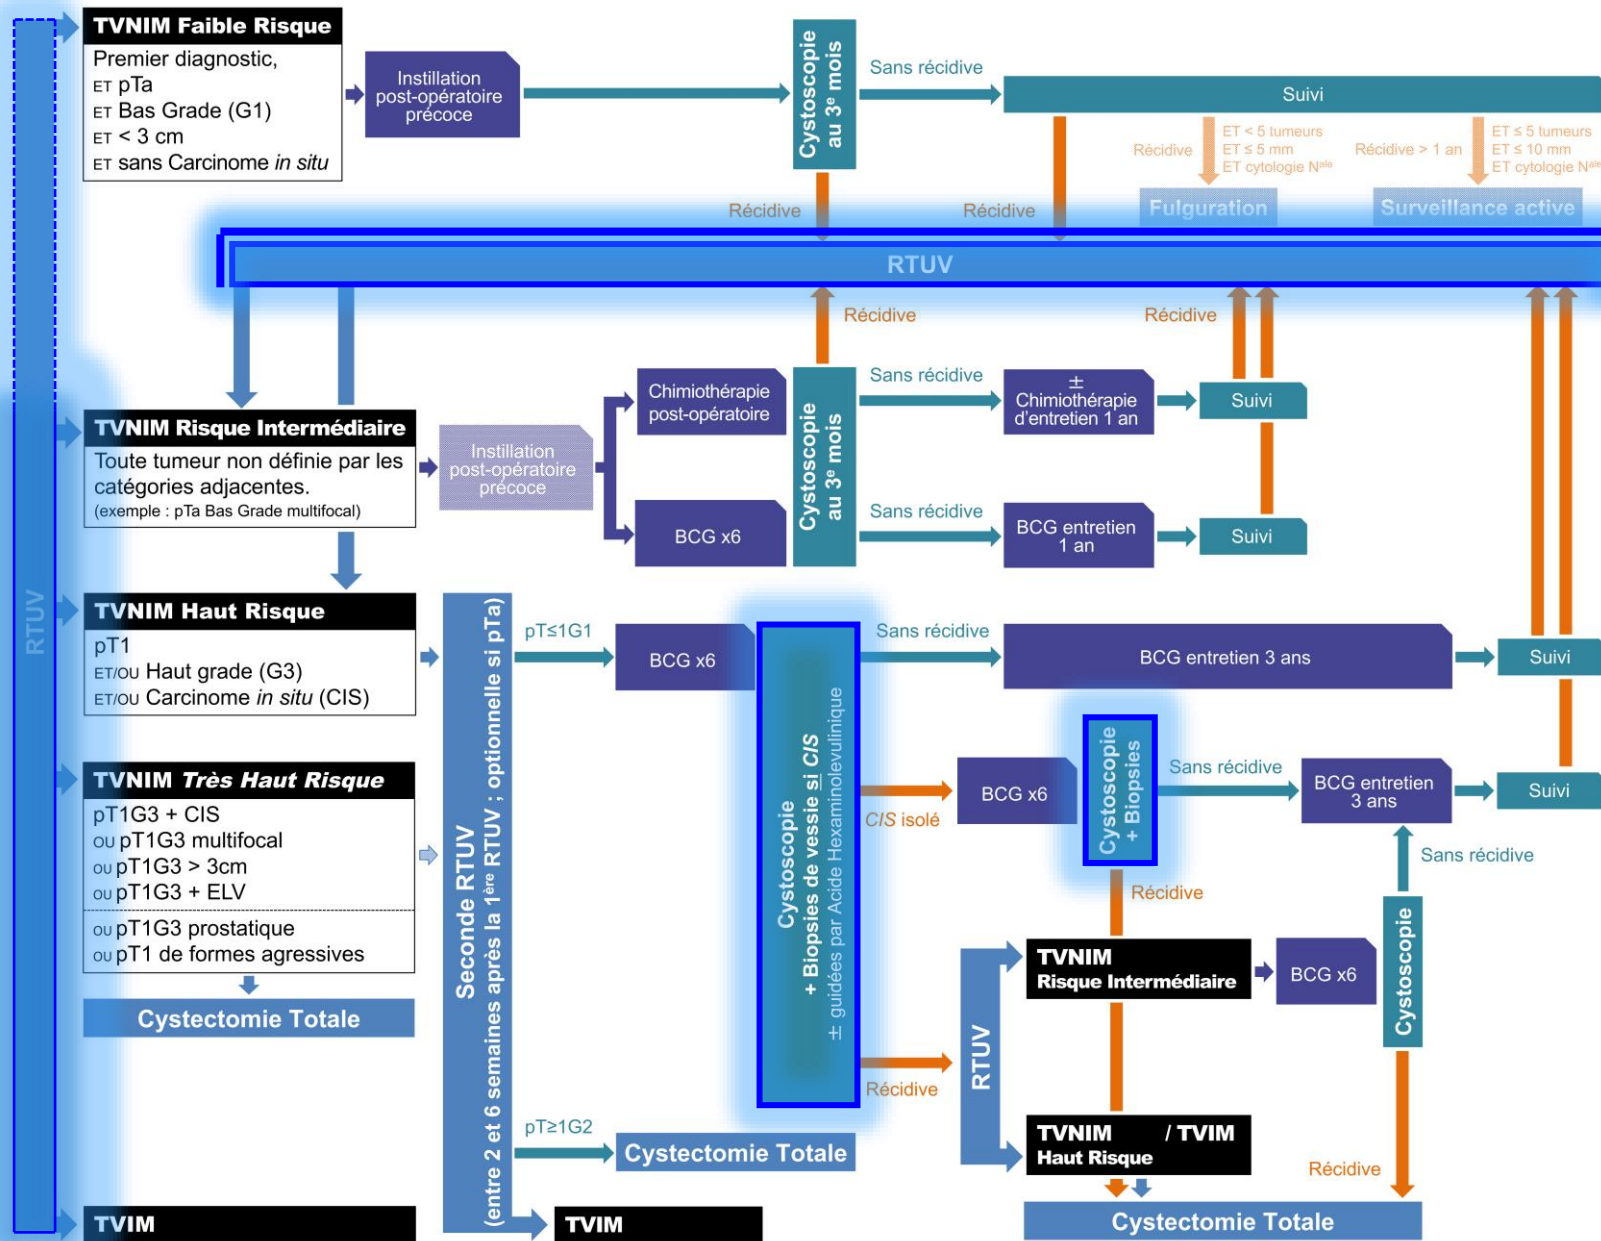 TVNIM Faible Risque
Premier diagnostic,
ET pTa
ET Bas Grade (G1)
ET < 3 cm
ET sans Carcinome in situ
Instillation
post-opératoire
précoce
Cystoscopie
au 3e mois
Sans récidive
Suivi
Récidive
ET < 5 tumeurs
ET ≤ 5 mm
ET cytologie Nale
Récidive > 1 an
ET ≤ 5 tumeurs
ET ≤ 10 mm
ET cytologie Nale
Récidive
Récidive
Fulguration
Surveillance active
RTUV
RTUV
Récidive
Récidive
TVNIM Risque Intermédiaire
Toute tumeur non définie par les
catégories adjacentes.
(exemple : pTa Bas Grade multifocal)
Instillation
post-opératoire
précoce
Chimiothérapie
post-opératoire
BCG x6
Cystoscopie
au 3e mois
Sans récidive
±
Chimiothérapie
d'entretien 1 an
Suivi
Sans récidive
BCG entretien
1 an
Suivi
TVNIM Haut Risque
pT1
ET/OU Haut grade (G3)
ET/OU Carcinome in situ (CIS)
TVNIM Très Haut Risque
pT1G3 + CIS
OU pT1G3 multifocal
OU pT1G3 > 3cm
OU pT1G3 + ELV
OU pT1G3 prostatique
OU pT1 de formes agressives
Cystectomie Totale
TVIM
Seconde RTUV
(entre 2 et 6 semaines après la 1ère RTUV ; optionnelle si pTa)
pT≤1G1
BCG x6
pT≥1G2
Cystectomie Totale
TVIM
Cystoscopie
+ Biopsies de vessie si CIS
± guidées par Acide Hexaminolevulinique
Sans récidive
BCG entretien 3 ans
Suivi
CIS isolé
BCG x6
Cystoscopie
+ Biopsies
Sans récidive
BCG entretien
3 ans
Suivi
Récidive
Sans récidive
Récidive
RTUV
TVNIM
Risque Intermédiaire
BCG x6
Cystoscopie
TVNIM / TVIM
Haut Risque
Récidive
Cystectomie Totale